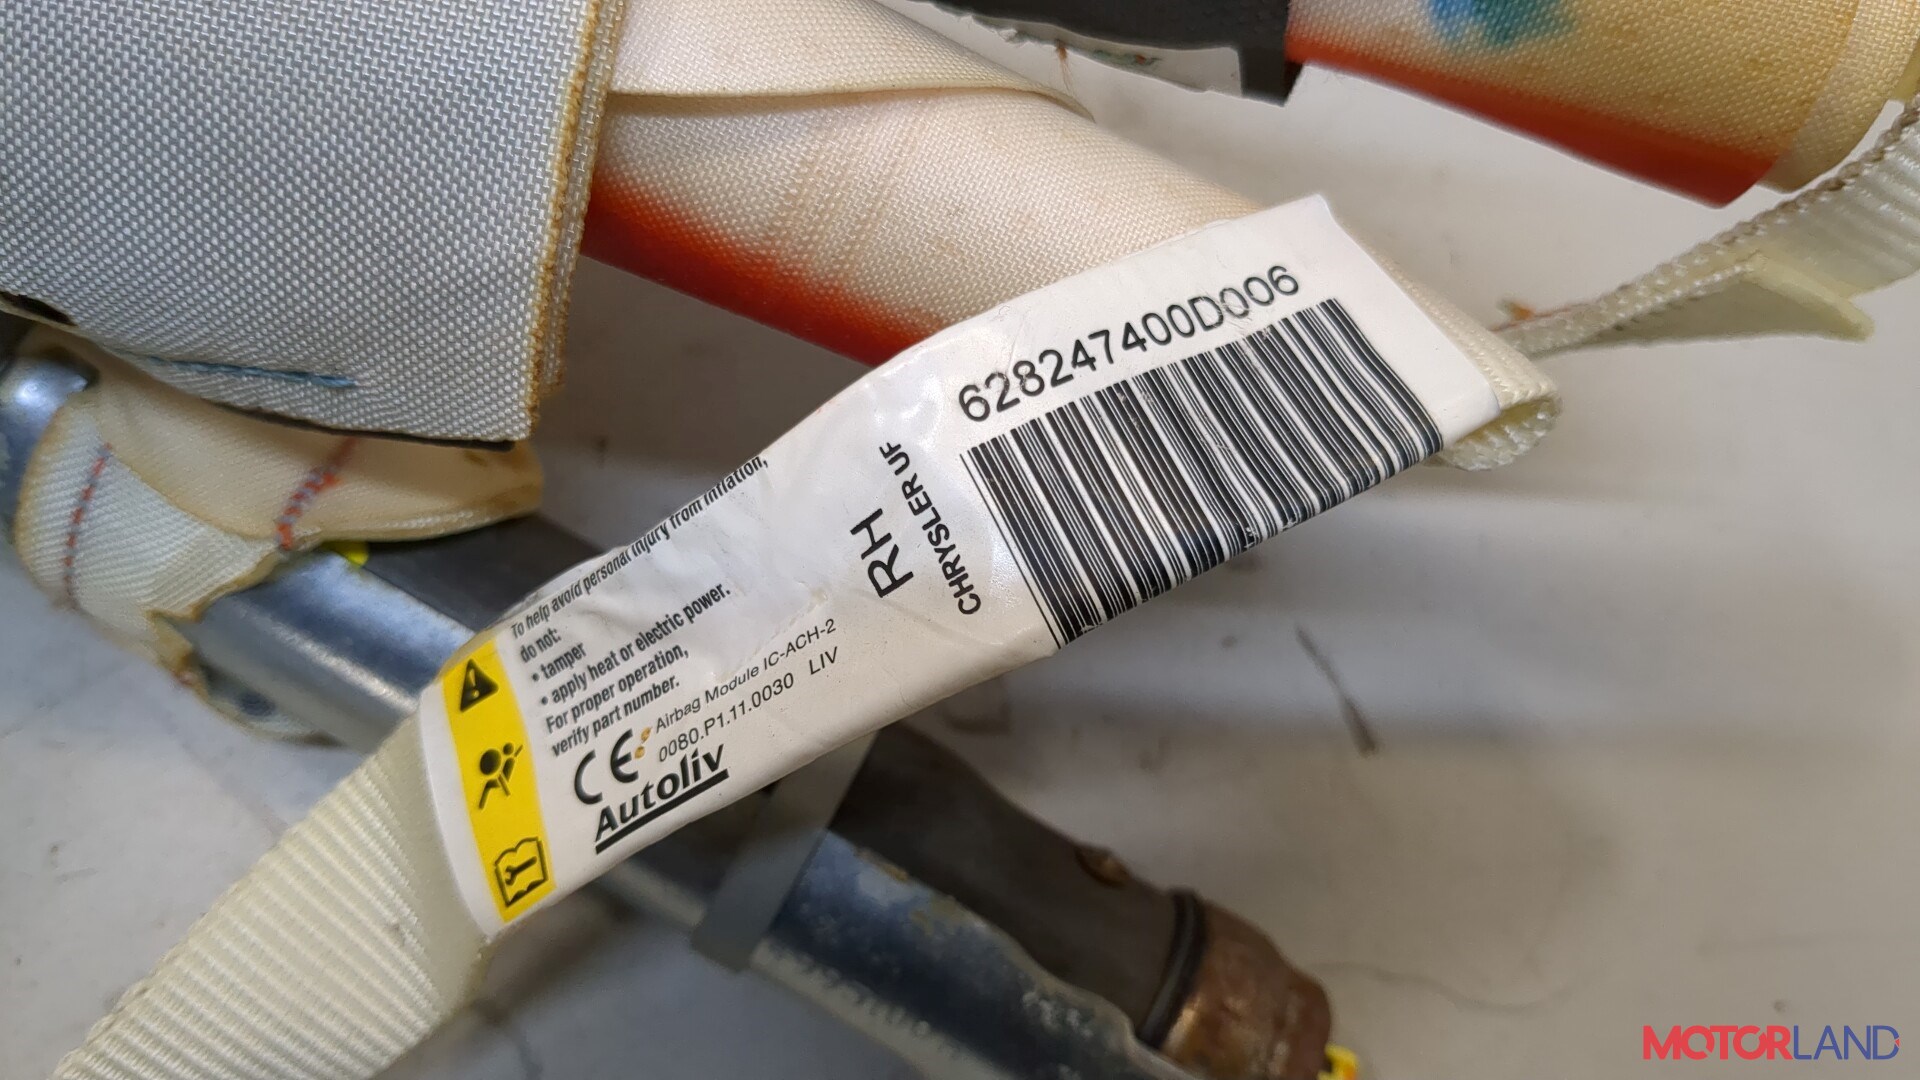 628247400D006
RH
CHRYSLER UF
To help avoid personal injury from inflation,
do not:
• tamper
• apply heat or electric power.
For proper operation,
verify part number.
CE Airbag Module IC-ACH-2
0080.P1.11.0030 LIV
Autoliv
MOTORLAND